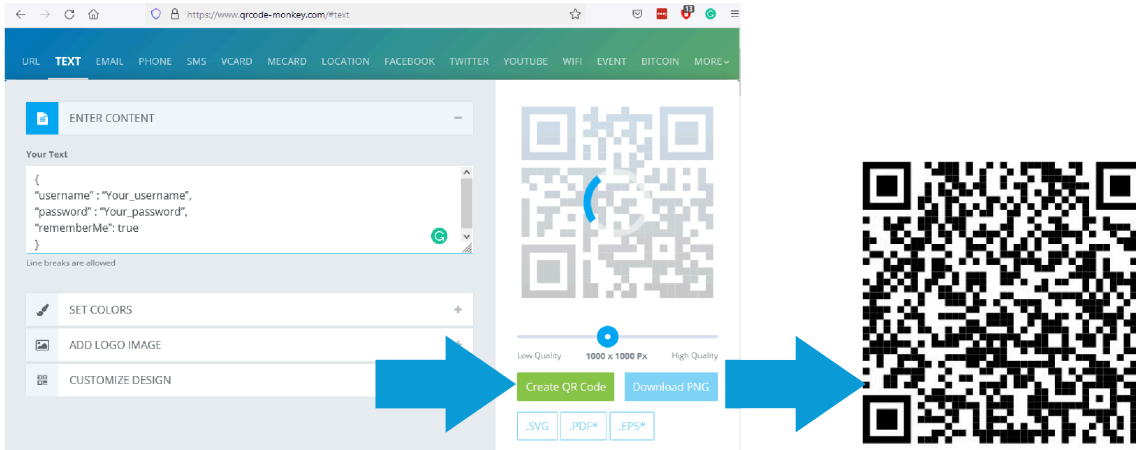 https://www.qrcode-monkey.com/#text
13
URL TEXT EMAIL PHONE SMS VCARD MECARD LOCATION FACEBOOK TWITTER YOUTUBE WIFI EVENT BITCOIN MORE
ENTER CONTENT
Your Text
{
“username” : “Your_username”,
“password” : “Your_password”,
“rememberMe”: true
}
Line breaks are allowed
SET COLORS
ADD LOGO IMAGE
CUSTOMIZE DESIGN
Low Quality 1000 x 1000 Px High Quality
Create QR Code Download PNG
.SVG .PDF* .EPS*